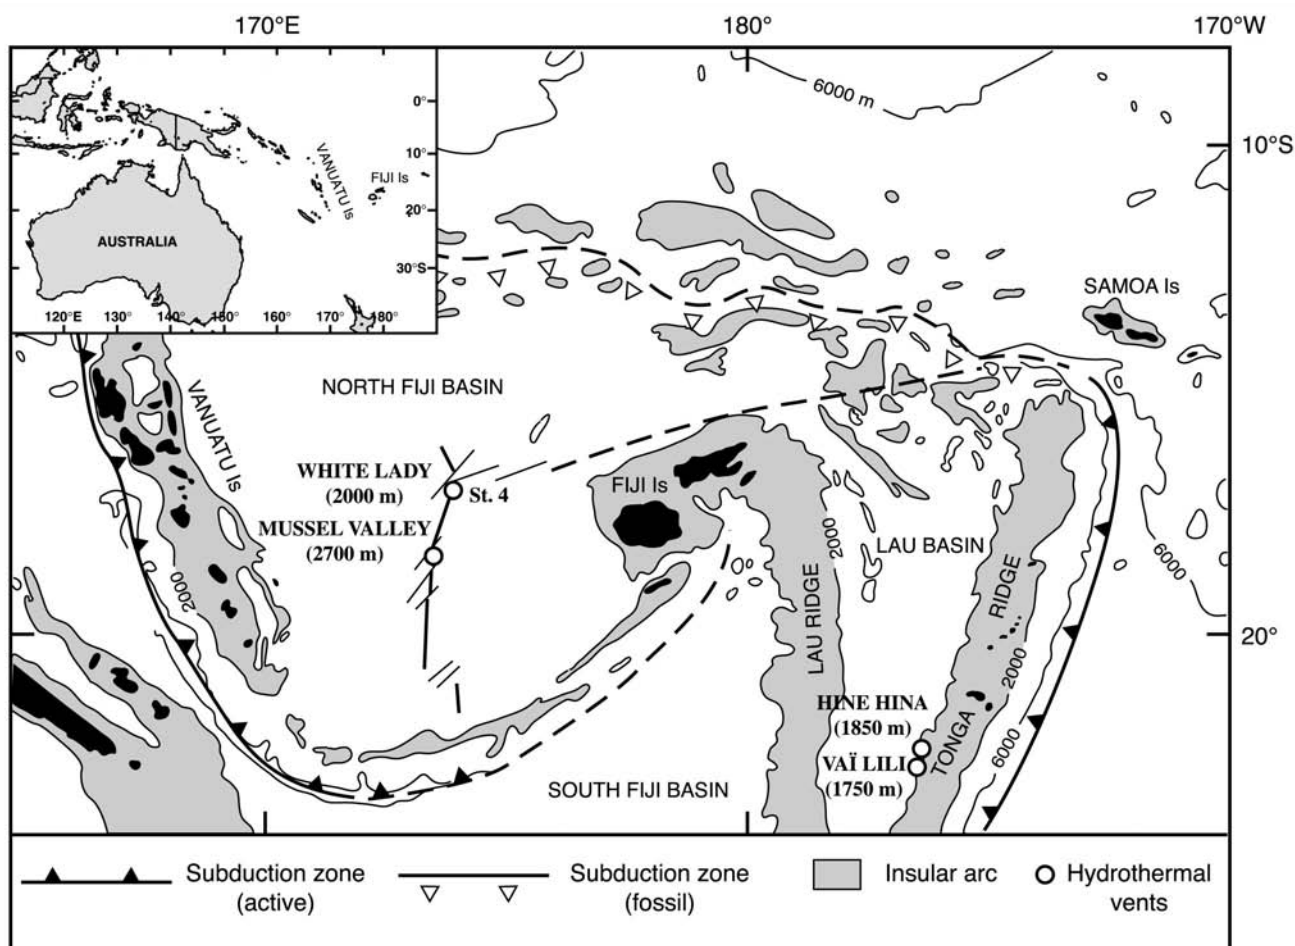 170°E
180°
170°W
6000 m
10°S
0°
10°
20°
30°S
VANUATU Is
FIJI Is
AUSTRALIA
120°E
130°
140°
150°
160°
170°
180°
SAMOA Is
NORTH FIJI BASIN
VANUATU Is
WHITE LADY
(2000 m)
St. 4
MUSSEL VALLEY
(2700 m)
FIJI Is
2000
LAU BASIN
6000
2000
LAU RIDGE
RIDGE
20°
2000
HINE HINA
(1850 m)
TONGA
6000
VAÏ LILI
(1750 m)
SOUTH FIJI BASIN
Subduction zone
(active)
Subduction zone
(fossil)
Insular arc
Hydrothermal
vents